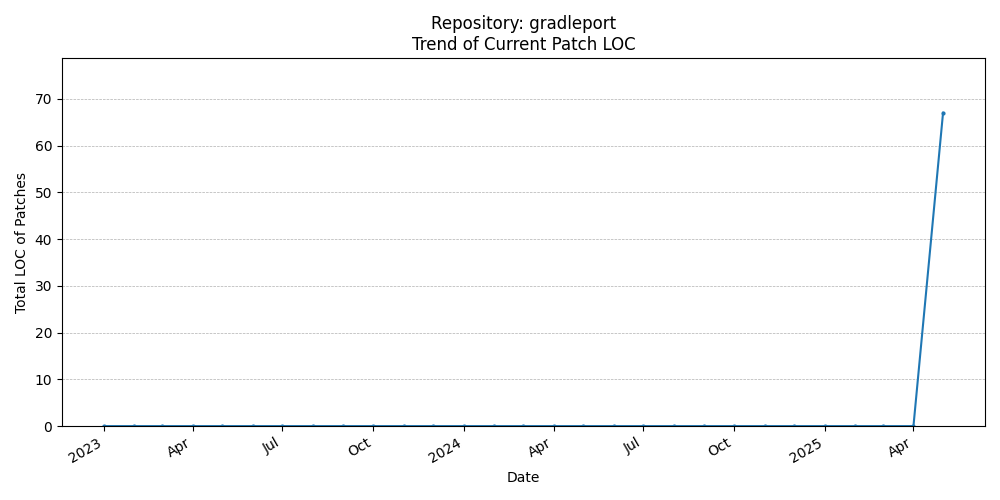 Repository: gradleport
Trend of Current Patch LOC
Total LOC of Patches
70
60
50
40
30
20
10
0
2023
Apr
Jul
Oct
2024
Apr
Jul
Oct
2025
Apr
Date